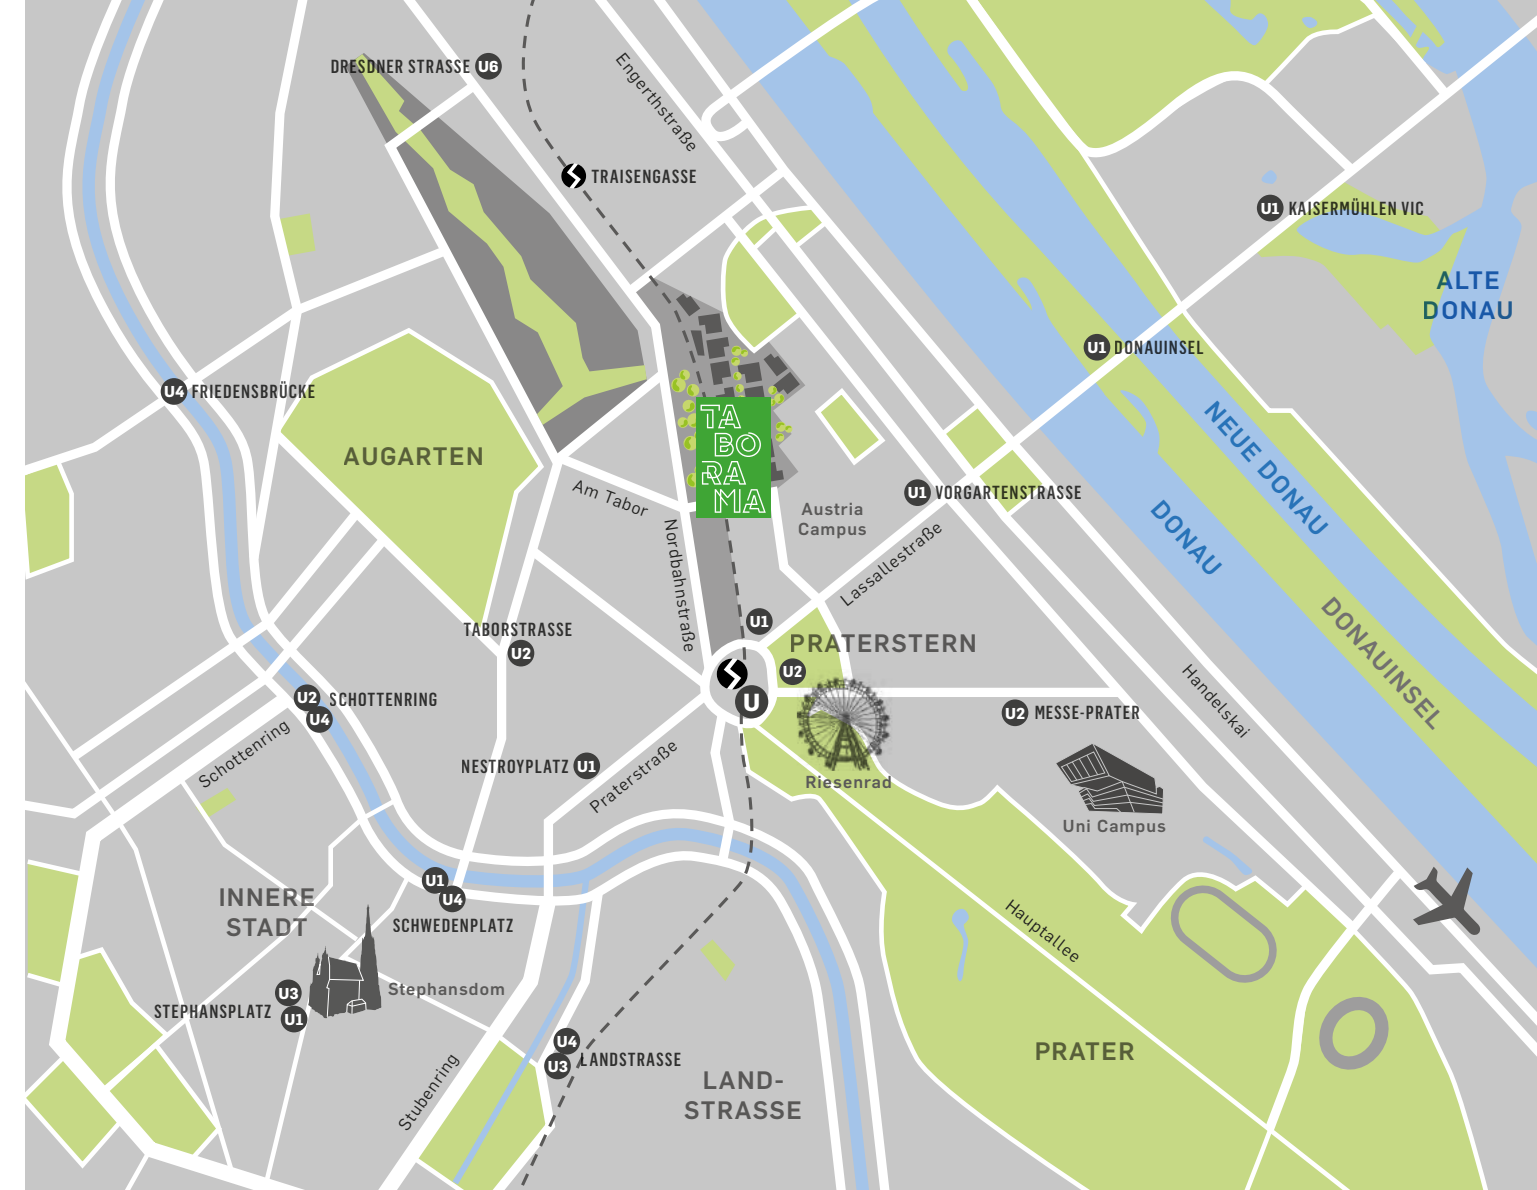 DRESDNER STRASSE U6
Engerthstraße
TRAISENGASSE
U1 KAISERMÜHLEN VIC
ALTE
DONAU
U1 DONAUINSEL
U4 FRIEDENSBRÜCKE
AUGARTEN
TA
BO
RA
MA
NEUE DONAU
DONAU
Am Tabor
Austria
Campus
U1 VORGARTENSTRASSE
Nordbahnstraße
Lassallestraße
DONAUINSEL
TABORSTRASSE
U2
U1
PRATERSTERN
U2
U
U2
U4
SCHOTTENRING
Schottenring
Handelskai
U2 MESSE-PRATER
NESTROYPLATZ U1
Praterstraße
Riesenrad
Uni Campus
INNERE
STADT
U1
U4
SCHWEDENPLATZ
Hauptallee
Stephansdom
U3
STEPHANSPLATZ
U1
U4
U3
LANDSTRASSE
Stubenring
LAND-
STRASSE
PRATER